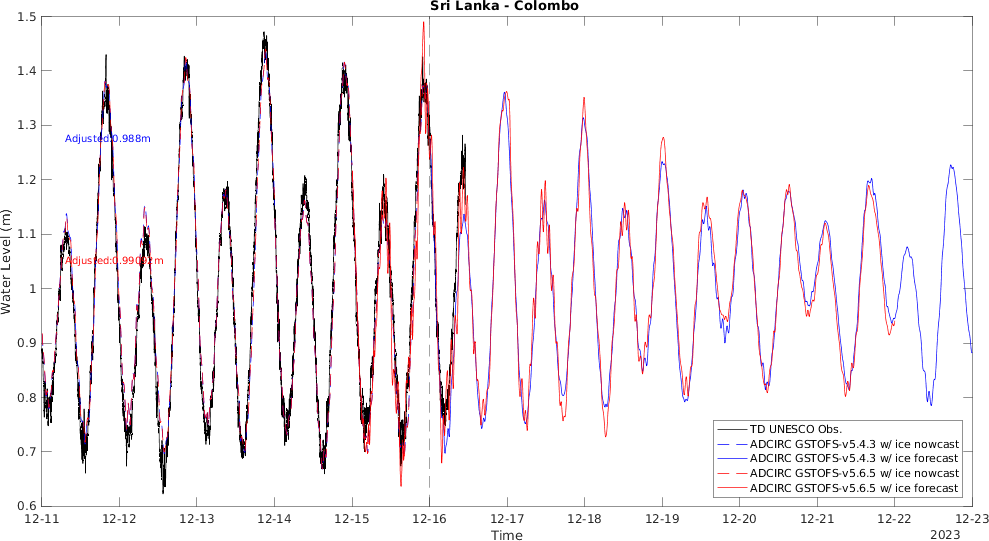 Sri Lanka - Colombo
1.5
1.4
1.3
1.2
1.1
1
0.9
0.8
0.7
0.6
Water Level (m)
Adjusted:0.988m
TD UNESCO Obs.
ADCIRC GSTOFS-v5.4.3 w/ ice nowcast
ADCIRC GSTOFS-v5.4.3 w/ ice forecast
ADCIRC GSTOFS-v5.6.5 w/ ice nowcast
ADCIRC GSTOFS-v5.6.5 w/ ice forecast
12-11 12-12 12-13 12-14 12-15 12-16 12-17 12-18 12-19 12-20 12-21 12-22 12-23
Time
2023